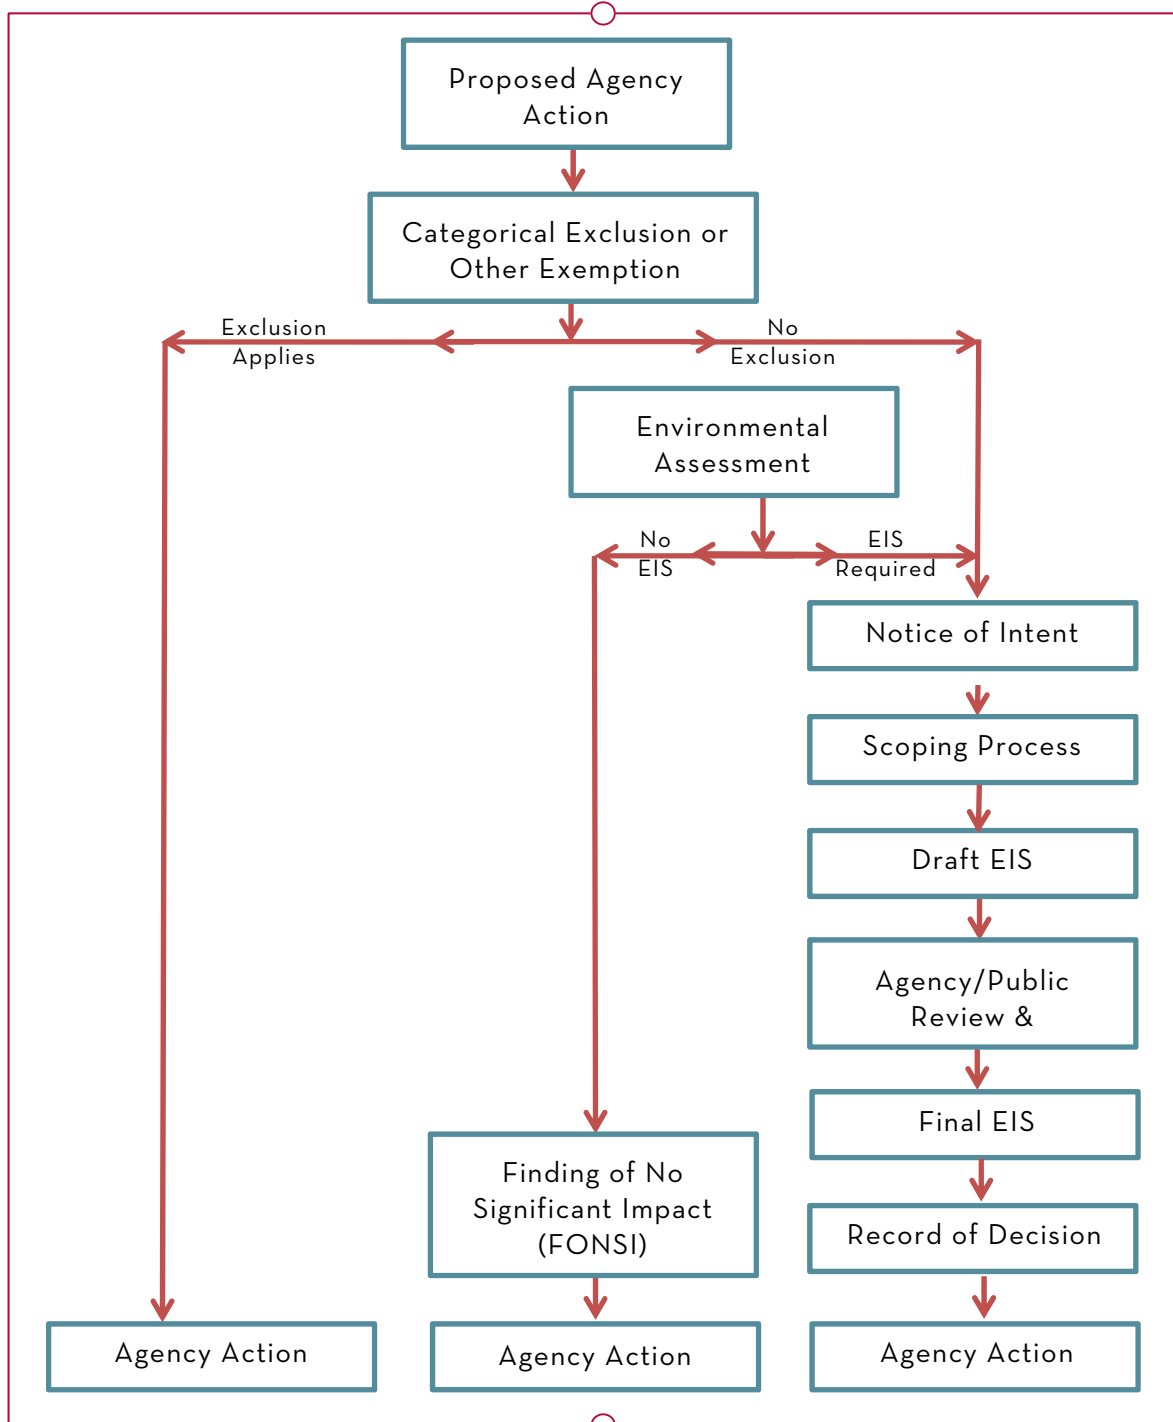 Proposed Agency
Action
Categorical Exclusion or
Other Exemption
Exclusion
Applies
No
Exclusion
Environmental
Assessment
No
EIS
EIS
Required
Notice of Intent
Scoping Process
Draft EIS
Agency/Public
Review &
Final EIS
Finding of No
Significant Impact
(FONSI)
Record of Decision
Agency Action
Agency Action
Agency Action